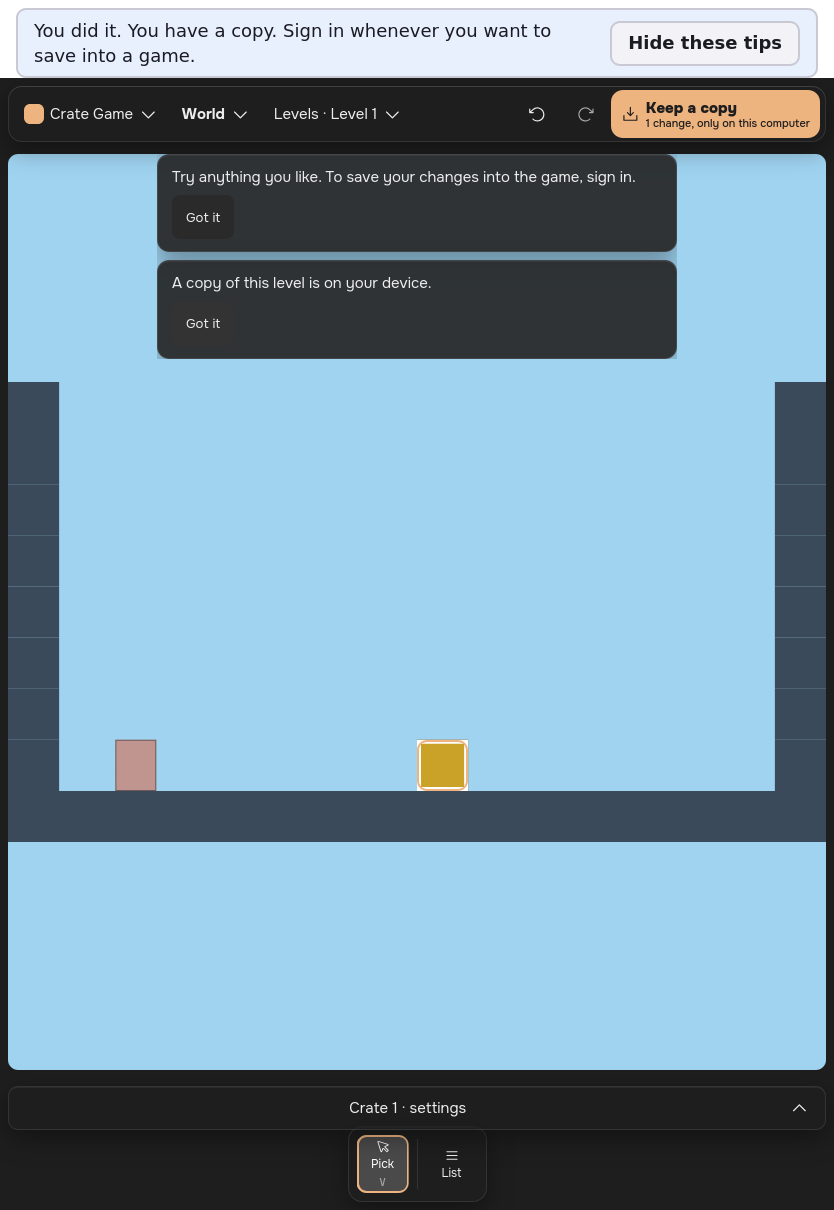 You did it. You have a copy. Sign in whenever you want to
save into a game.
Hide these tips
Crate Game
World
Levels · Level 1
Keep a copy
1 change, only on this computer
Try anything you like. To save your changes into the game, sign in.
Got it
A copy of this level is on your device.
Got it
Crate 1 · settings
Pick
V
List